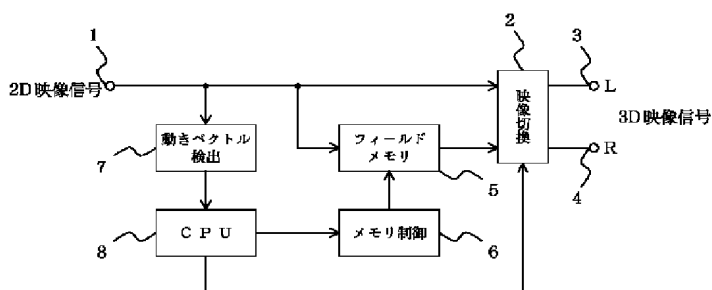 1
2
3
2D映像信号
映像切換
L
3D映像信号
動きベクトル
検出
7
フィールド
メモリ
5
R
4
CPU
8
メモリ制御
6